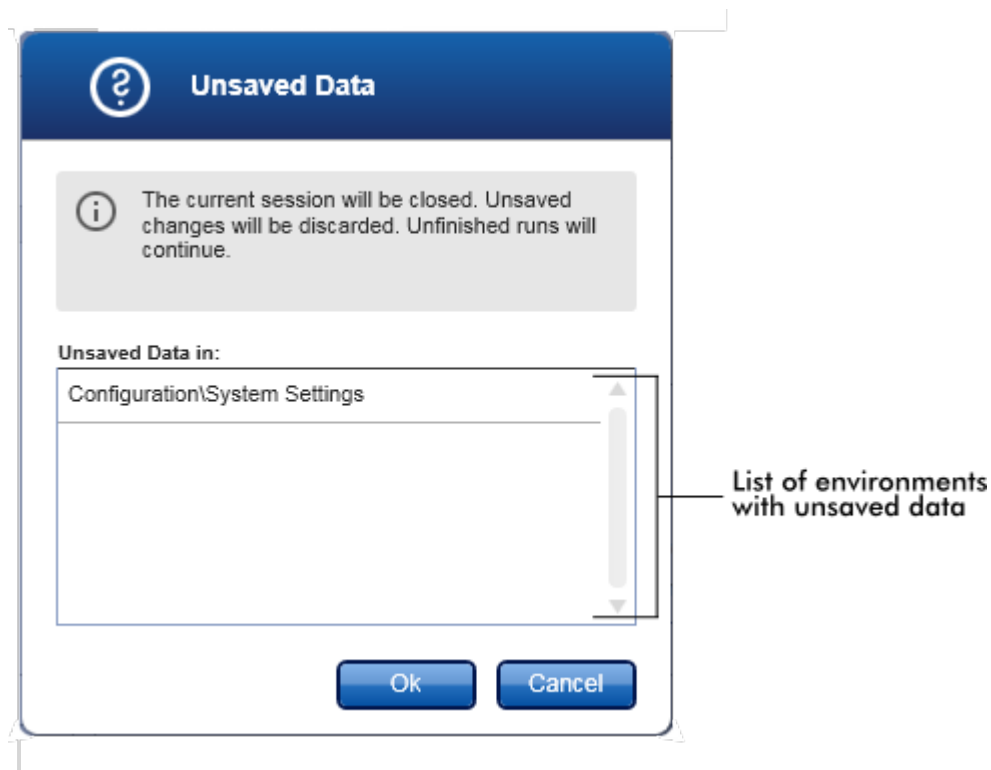 Unsaved Data
The current session will be closed. Unsaved
changes will be discarded. Unfinished runs will
continue.
Unsaved Data in:
Configuration\System Settings
List of environments
with unsaved data
Ok
Cancel